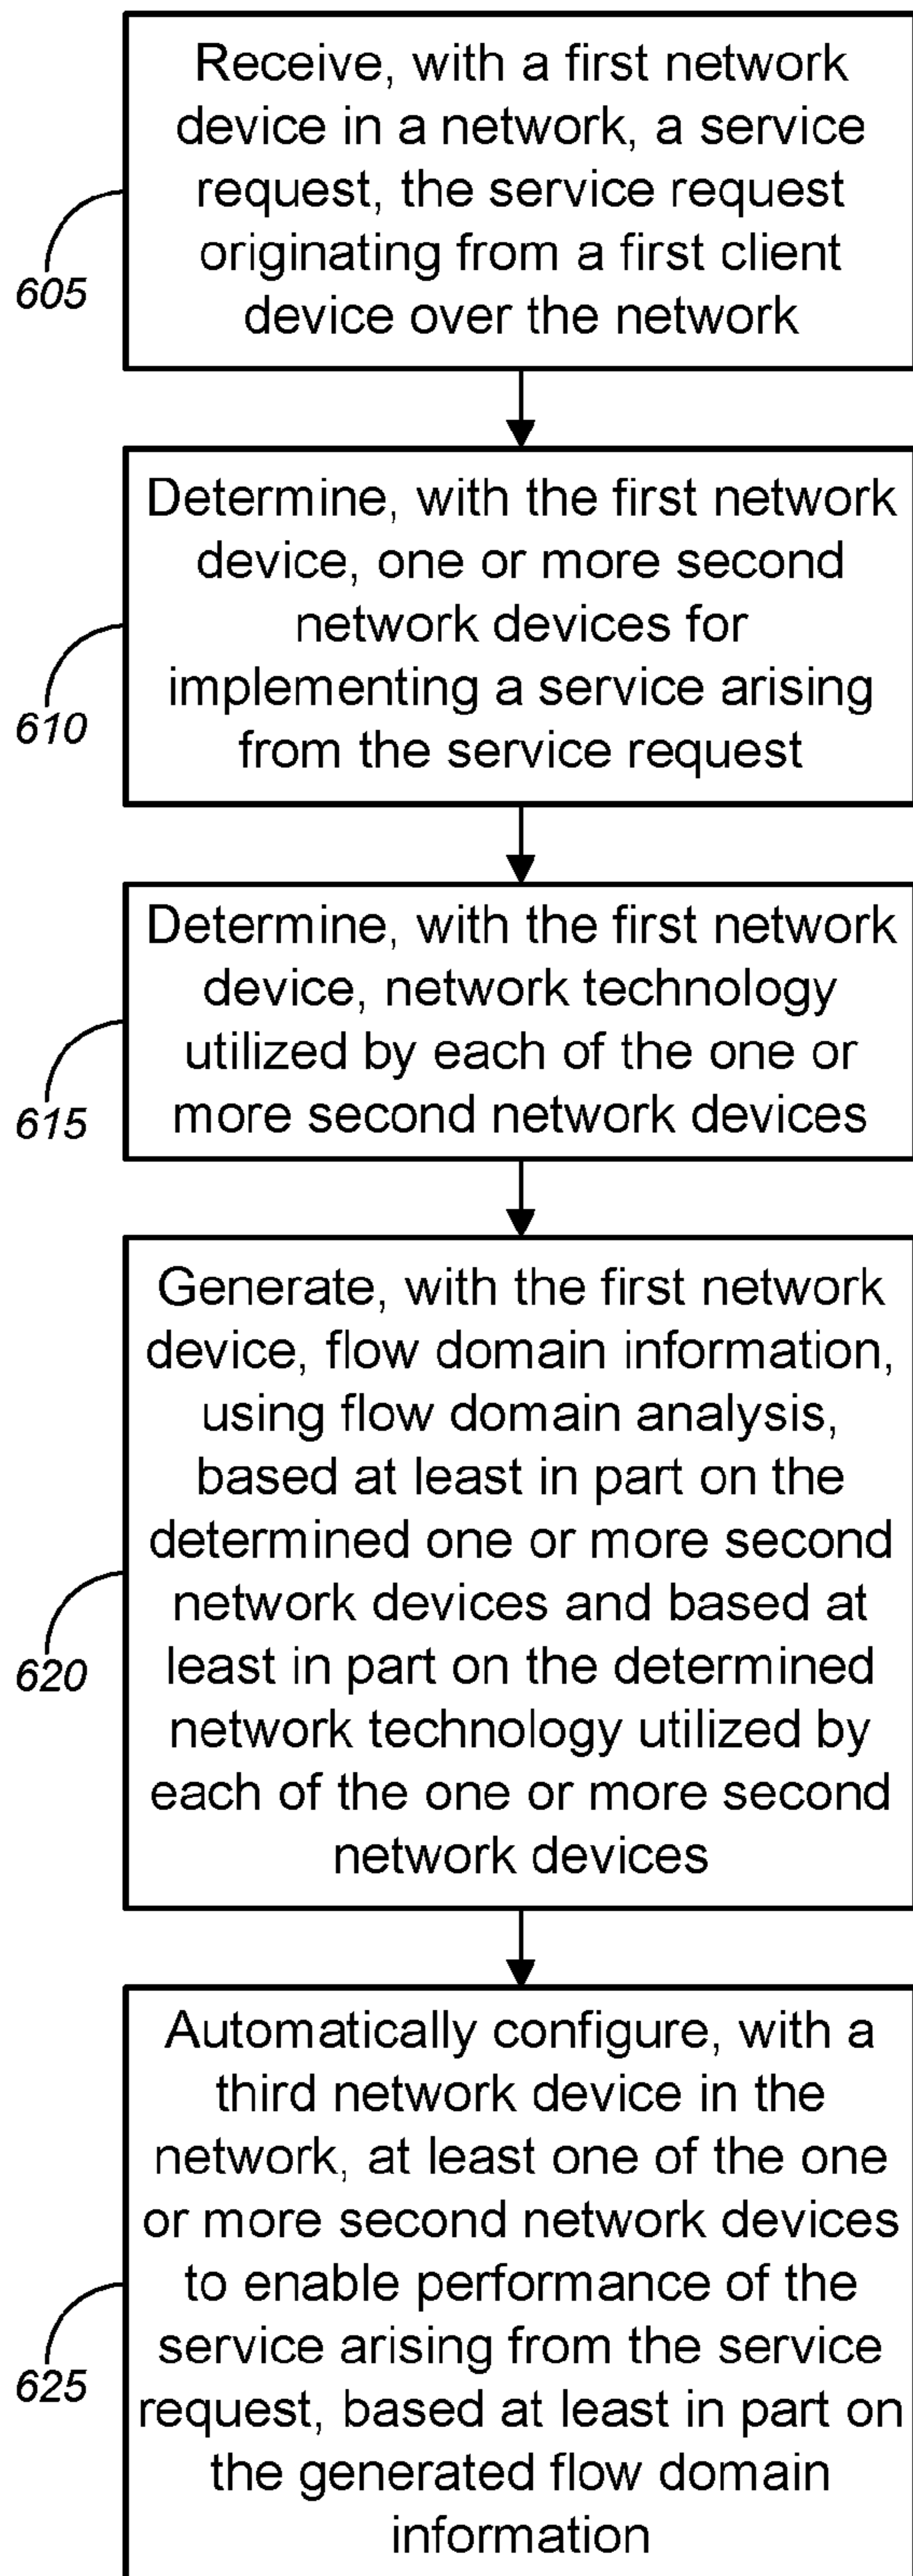 Receive, with a first network
device in a network, a service
request, the service request
originating from a first client
device over the network
605
Determine, with the first network
device, one or more second
network devices for
implementing a service arising
from the service request
610
Determine, with the first network
device, network technology
utilized by each of the one or
more second network devices
615
Generate, with the first network
device, flow domain information,
using flow domain analysis,
based at least in part on the
determined one or more second
network devices and based at
least in part on the determined
network technology utilized by
each of the one or more second
network devices
620
Automatically configure, with a
third network device in the
network, at least one of the one
or more second network devices
to enable performance of the
service arising from the service
request, based at least in part on
the generated flow domain
information
625